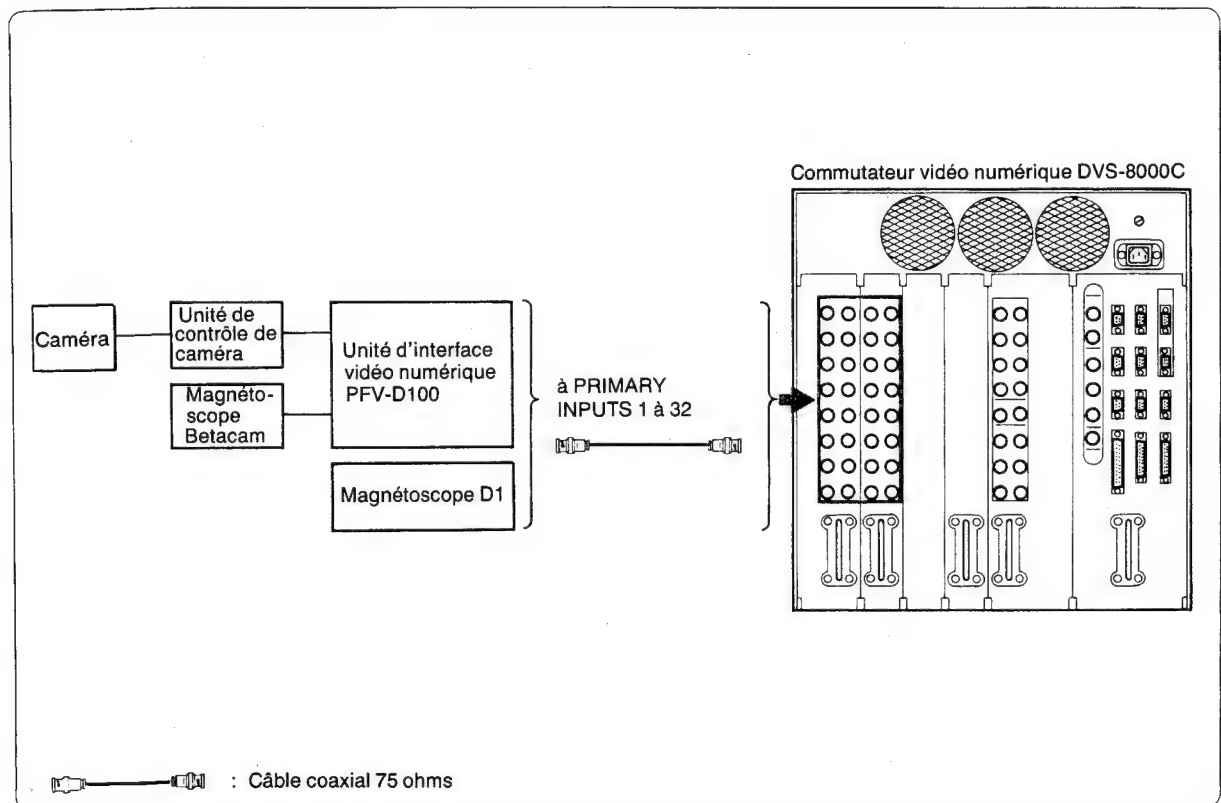 Commutateur vidéo numérique DVS-8000C
Caméra
Unité de
contrôle de
caméra
Magnéto-
scope
Betacam
Unité d'interface
vidéo numérique
PFV-D100
Magnétoscope D1
à PRIMARY
INPUTS 1 à 32
: Câble coaxial 75 ohms